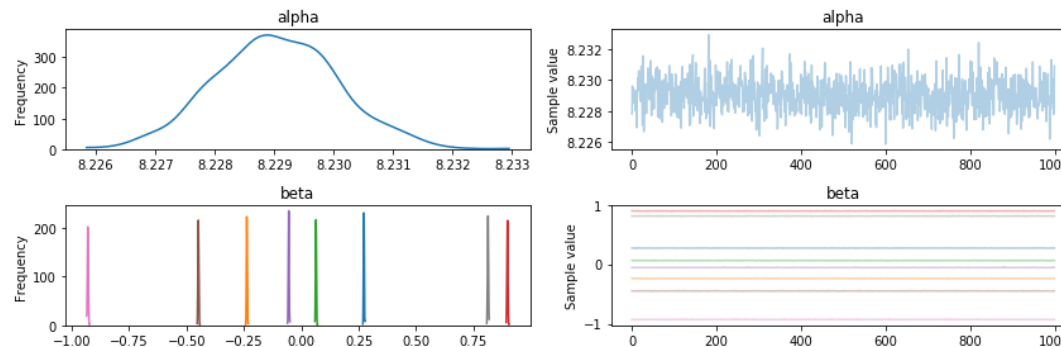 alpha
Frequency
300
200
100
0
8.226 8.227 8.228 8.229 8.230 8.231 8.232 8.233
alpha
Sample value
8.232
8.230
8.228
8.226
0 200 400 600 800 1000
beta
Frequency
200
100
0
−1.00 −0.75 −0.50 −0.25 0.00 0.25 0.50 0.75
beta
Sample value
1
0
−1
0 200 400 600 800 1000